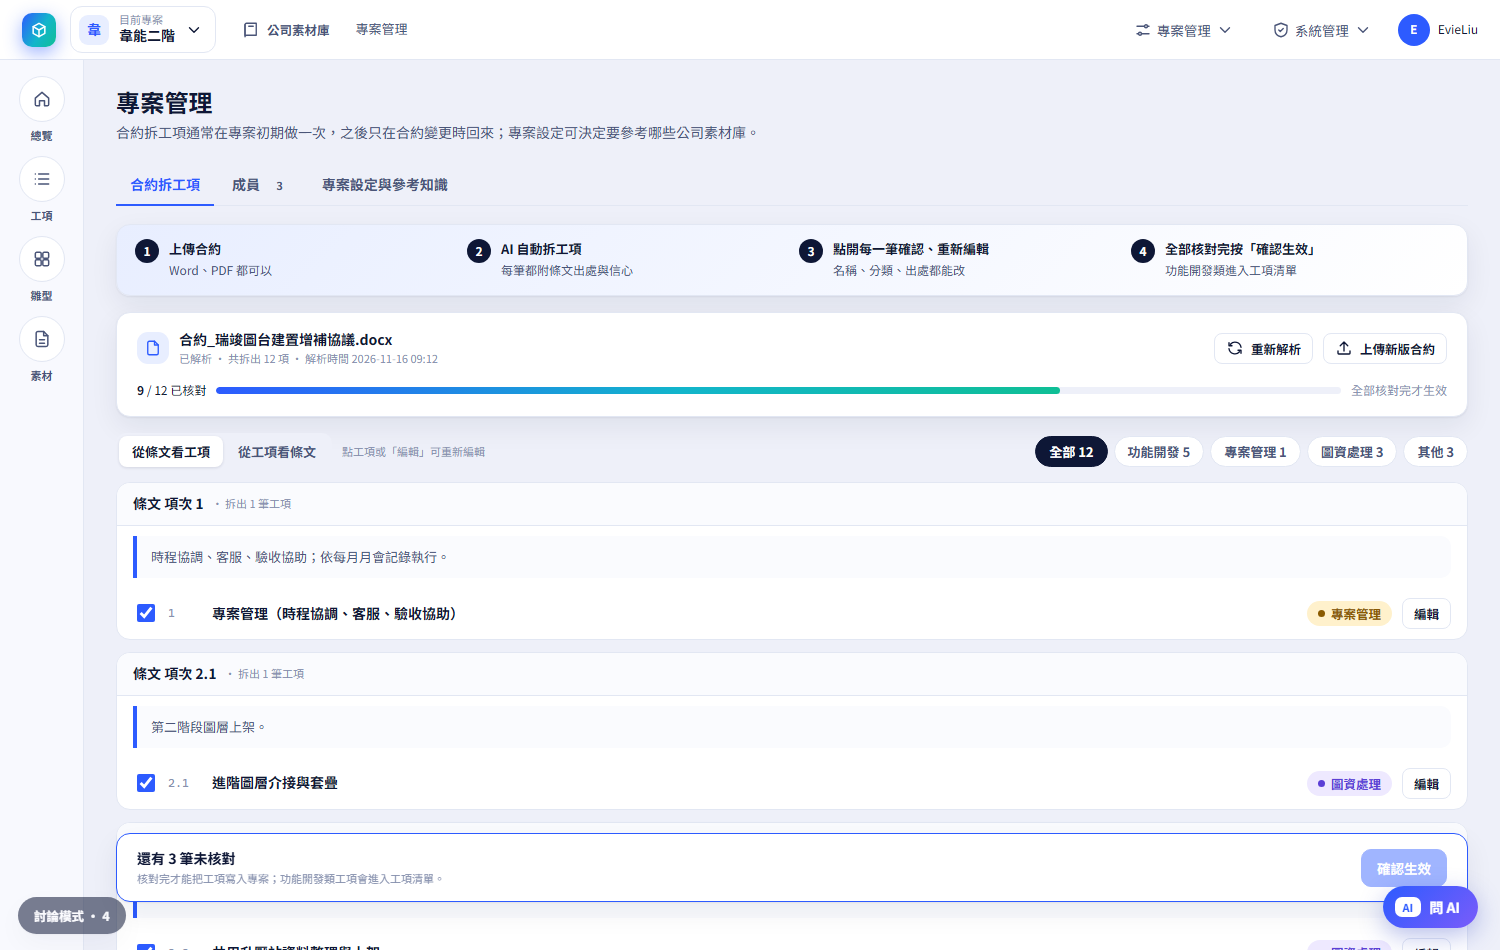 目前專案
韋 韋能二階
公司素材庫
專案管理
專案管理
系統管理
E EvieLiu
總覽
工項
雛型
素材
專案管理
合約拆工項通常在專案初期做一次，之後只在合約變更時回來；專案設定可決定要參考哪些公司素材庫。
合約拆工項 成員 3 專案設定與參考知識
1 上傳合約
Word、PDF 都可以
2 AI 自動拆工項
每筆都附條文出處與信心
3 點開每一筆確認、重新編輯
名稱、分類、出處都能改
4 全部核對完按「確認生效」
功能開發類進入工項清單
合約_瑞竣圖台建置增補協議.docx
已解析 · 共拆出 12 項 · 解析時間 2026-11-16 09:12
重新解析
上傳新版合約
9 / 12 已核對
全部核對完才生效
從條文看工項 從工項看條文 點工項或「編輯」可重新編輯
全部 12 功能開發 5 專案管理 1 圖資處理 3 其他 3
條文 項次 1 · 拆出 1 筆工項
時程協調、客服、驗收協助；依每月月會記錄執行。
1 專案管理（時程協調、客服、驗收協助） 專案管理 編輯
條文 項次 2.1 · 拆出 1 筆工項
第二階段圖層上架。
2.1 進階圖層介接與套疊 圖資處理 編輯
還有 3 筆未核對
核對完才能把工項寫入專案；功能開發類工項會進入工項清單。
確認生效
討論模式 · 4
AI 問 AI